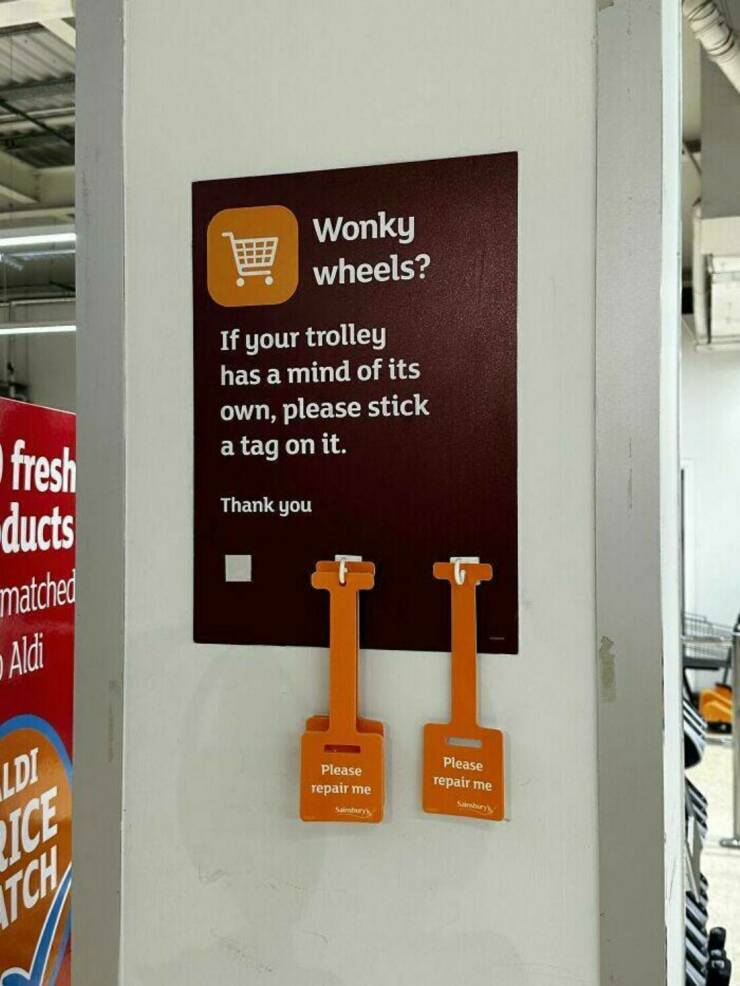 Wonky
wheels?
If your trolley
has a mind of its
own, please stick
a tag on it.
Thank you
Please
repair me
Sainsbury's
Please
repair me
Sainsbury's
fresh
ducts
matched
Aldi
LDI
RICE
ATCH